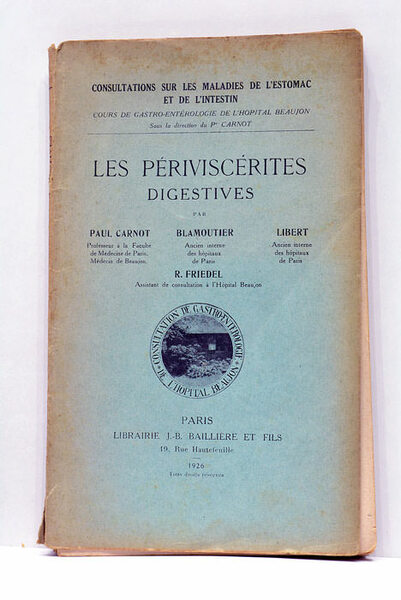 CONSULTATIONS SUR LES MALADIES DE L'ESTOMAC
ET DE L'INTESTIN
COURS DE GASTRO-ENTÉROLOGIE DE L'HOPITAL BEAUJON
Sous la direction du Pr CARNOT
LES PÉRIVISCÉRITES
DIGESTIVES
PAR
PAUL CARNOT
Professeur à la Faculté
de Médecine de Paris,
Médecin de Beaujon.
BLAMOUTIER
Ancien interne
des hôpitaux
de Paris
LIBERT
Ancien interne
des hôpitaux
de Paris
R. FRIEDEL
Assistant de consultation à l'Hôpital Beaujon
CONSULTATION DE GASTRO-ENTÉROLOGIE
DE L'HOPITAL BEAUJON
PARIS
LIBRAIRIE J.-B. BAILLIÈRE ET FILS
19, Rue Hautefeuille
1926
Tous droits réservés